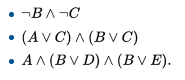 • ¬B ∧ ¬C
• (A ∨ C) ∧ (B ∨ C)
• A ∧ (B ∨ D) ∧ (B ∨ E).